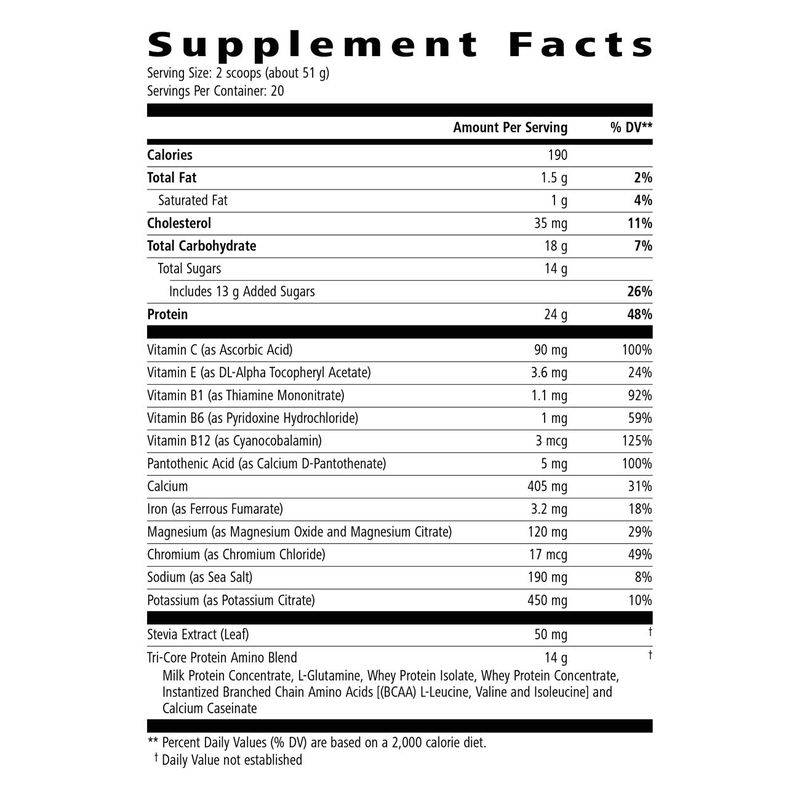 Supplement Facts
Serving Size: 2 scoops (about 51 g)
Servings Per Container: 20
Amount Per Serving % DV**
Calories 190
Total Fat 1.5 g 2%
Saturated Fat 1 g 4%
Cholesterol 35 mg 11%
Total Carbohydrate 18 g 7%
Total Sugars 14 g
Includes 13 g Added Sugars 26%
Protein 24 g 48%
Vitamin C (as Ascorbic Acid) 90 mg 100%
Vitamin E (as DL-Alpha Tocopheryl Acetate) 3.6 mg 24%
Vitamin B1 (as Thiamine Mononitrate) 1.1 mg 92%
Vitamin B6 (as Pyridoxine Hydrochloride) 1 mg 59%
Vitamin B12 (as Cyanocobalamin) 3 mcg 125%
Pantothenic Acid (as Calcium D-Pantothenate) 5 mg 100%
Calcium 405 mg 31%
Iron (as Ferrous Fumarate) 3.2 mg 18%
Magnesium (as Magnesium Oxide and Magnesium Citrate) 120 mg 29%
Chromium (as Chromium Chloride) 17 mcg 49%
Sodium (as Sea Salt) 190 mg 8%
Potassium (as Potassium Citrate) 450 mg 10%
Stevia Extract (Leaf) 50 mg †
Tri-Core Protein Amino Blend 14 g †
Milk Protein Concentrate, L-Glutamine, Whey Protein Isolate, Whey Protein Concentrate,
Instantized Branched Chain Amino Acids [(BCAA) L-Leucine, Valine and Isoleucine] and
Calcium Caseinate
** Percent Daily Values (% DV) are based on a 2,000 calorie diet.
† Daily Value not established